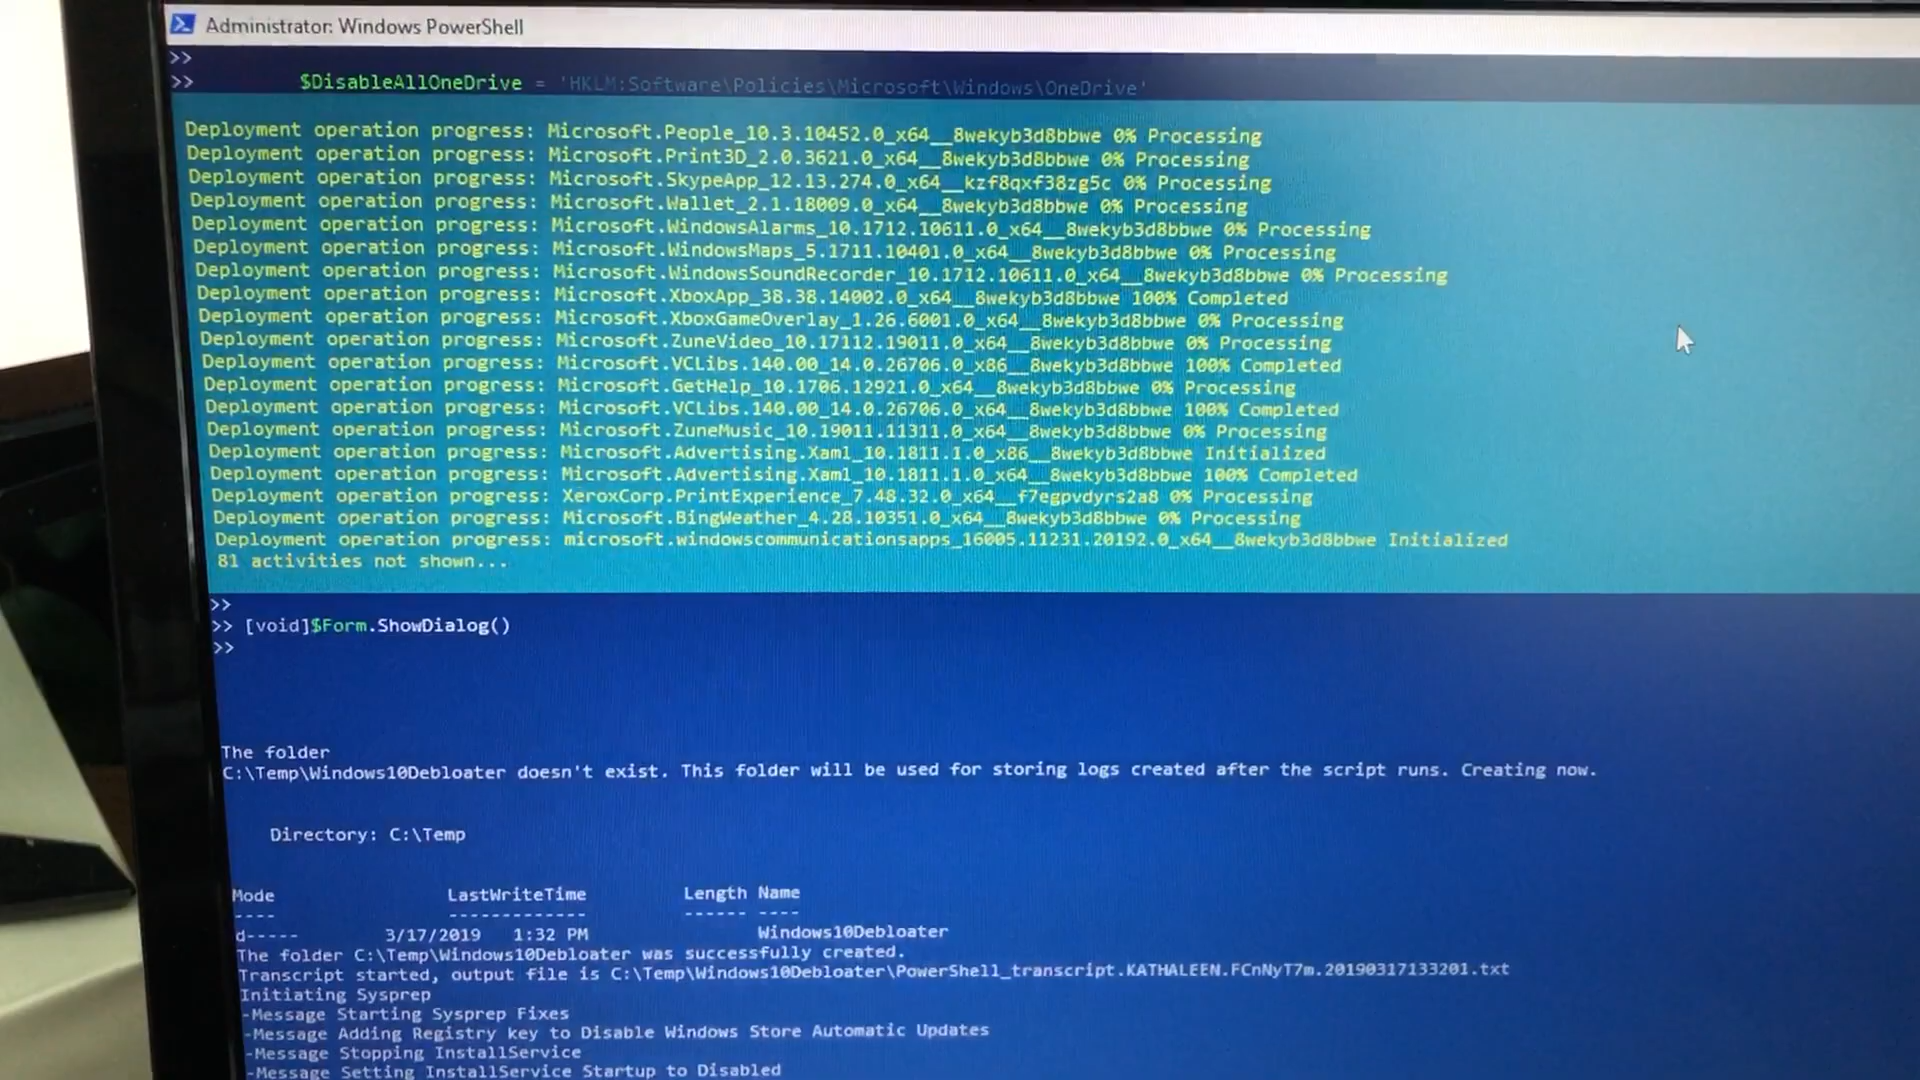 Administrator: Windows PowerShell
>>
>> $DisableAllOneDrive = 'HKLM:Software\Policies\Microsoft\Windows\OneDrive'
Deployment operation progress: Microsoft.People_10.3.10452.0_x64__8wekyb3d8bbwe 0% Processing
Deployment operation progress: Microsoft.Print3D_2.0.3621.0_x64__8wekyb3d8bbwe 0% Processing
Deployment operation progress: Microsoft.SkypeApp_12.13.274.0_x64__kzf8qxf38zg5c 0% Processing
Deployment operation progress: Microsoft.Wallet_2.1.18009.0_x64__8wekyb3d8bbwe 0% Processing
Deployment operation progress: Microsoft.WindowsAlarms_10.1712.10611.0_x64__8wekyb3d8bbwe 0% Processing
Deployment operation progress: Microsoft.WindowsMaps_5.1711.10401.0_x64__8wekyb3d8bbwe 0% Processing
Deployment operation progress: Microsoft.WindowsSoundRecorder_10.1712.10611.0_x64__8wekyb3d8bbwe 0% Processing
Deployment operation progress: Microsoft.XboxApp_38.38.14002.0_x64__8wekyb3d8bbwe 100% Completed
Deployment operation progress: Microsoft.XboxGameOverlay_1.26.6001.0_x64__8wekyb3d8bbwe 0% Processing
Deployment operation progress: Microsoft.ZuneVideo_10.17112.19011.0_x64__8wekyb3d8bbwe 0% Processing
Deployment operation progress: Microsoft.VCLibs.140.00_14.0.26706.0_x86__8wekyb3d8bbwe 100% Completed
Deployment operation progress: Microsoft.GetHelp_10.1706.12921.0_x64__8wekyb3d8bbwe 0% Processing
Deployment operation progress: Microsoft.VCLibs.140.00_14.0.26706.0_x64__8wekyb3d8bbwe 100% Completed
Deployment operation progress: Microsoft.ZuneMusic_10.19011.11311.0_x64__8wekyb3d8bbwe 0% Processing
Deployment operation progress: Microsoft.Advertising.Xaml_10.1811.1.0_x86__8wekyb3d8bbwe Initialized
Deployment operation progress: Microsoft.Advertising.Xaml_10.1811.1.0_x64__8wekyb3d8bbwe 100% Completed
Deployment operation progress: XeroxCorp.PrintExperience_7.48.32.0_x64__f7egpvdyrs2a8 0% Processing
Deployment operation progress: Microsoft.BingWeather_4.28.10351.0_x64__8wekyb3d8bbwe 0% Processing
Deployment operation progress: microsoft.windowscommunicationsapps_16005.11231.20192.0_x64__8wekyb3d8bbwe Initialized
81 activities not shown...
>>
>> [void]$Form.ShowDialog()
>>
The folder
C:\Temp\Windows10Debloater doesn't exist. This folder will be used for storing logs created after the script runs. Creating now.
Directory: C:\Temp
Mode LastWriteTime Length Name
---- ------------- ------ ----
d----- 3/17/2019 1:32 PM Windows10Debloater
The folder C:\Temp\Windows10Debloater was successfully created.
Transcript started, output file is C:\Temp\Windows10Debloater\PowerShell_transcript.KATHALEEN.FCnNyT7m.20190317133201.txt
Initiating Sysprep
-Message Starting Sysprep Fixes
-Message Adding Registry key to Disable Windows Store Automatic Updates
-Message Stopping InstallService
-Message Setting InstallService Startup to Disabled